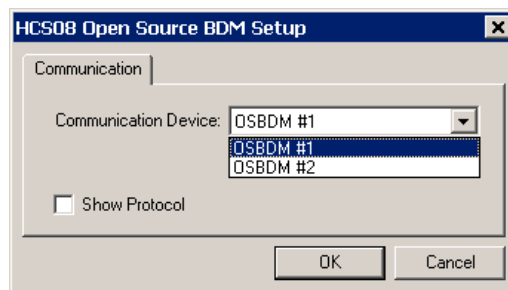 HCS08 Open Source BDM Setup
Communication
Communication Device: OSBDM #1
OSBDM #1
OSBDM #2
Show Protocol
OK Cancel